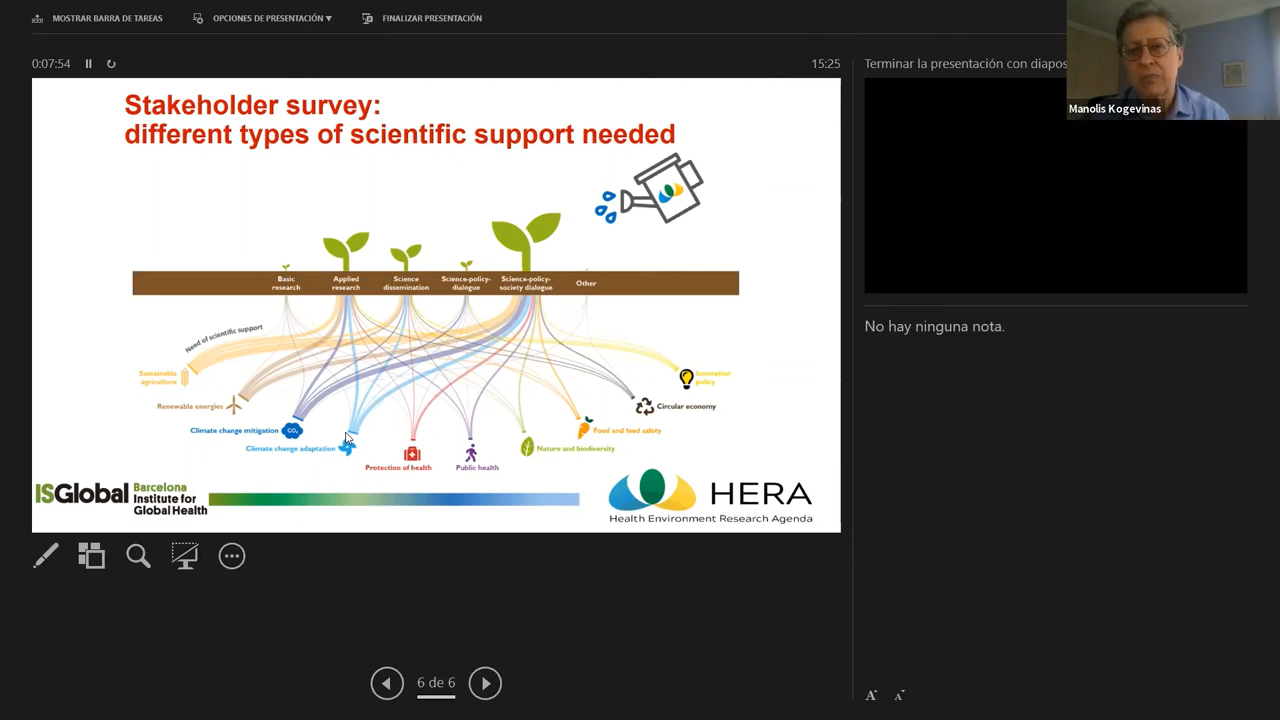 MOSTRAR BARRA DE TAREAS
OPCIONES DE PRESENTACIÓN ▼
FINALIZAR PRESENTACIÓN
0:07:54
15:25
Terminar la presentación con diapos
Manolis Kogevinas
Stakeholder survey:
different types of scientific support needed
Basic
research
Applied
research
Science
dissemination
Science-policy-
dialogue
Science-policy-
society dialogue
Other
Need of scientific support
Sustainable
agriculture
Renewable energies
Climate change mitigation
CO₂
Climate change adaptation
Protection of health
Public health
Nature and biodiversity
Food and feed safety
Circular economy
Innovation
policy
ISGlobal
Barcelona
Institute for
Global Health
HERA
Health Environment Research Agenda
No hay ninguna nota.
6 de 6
A
A